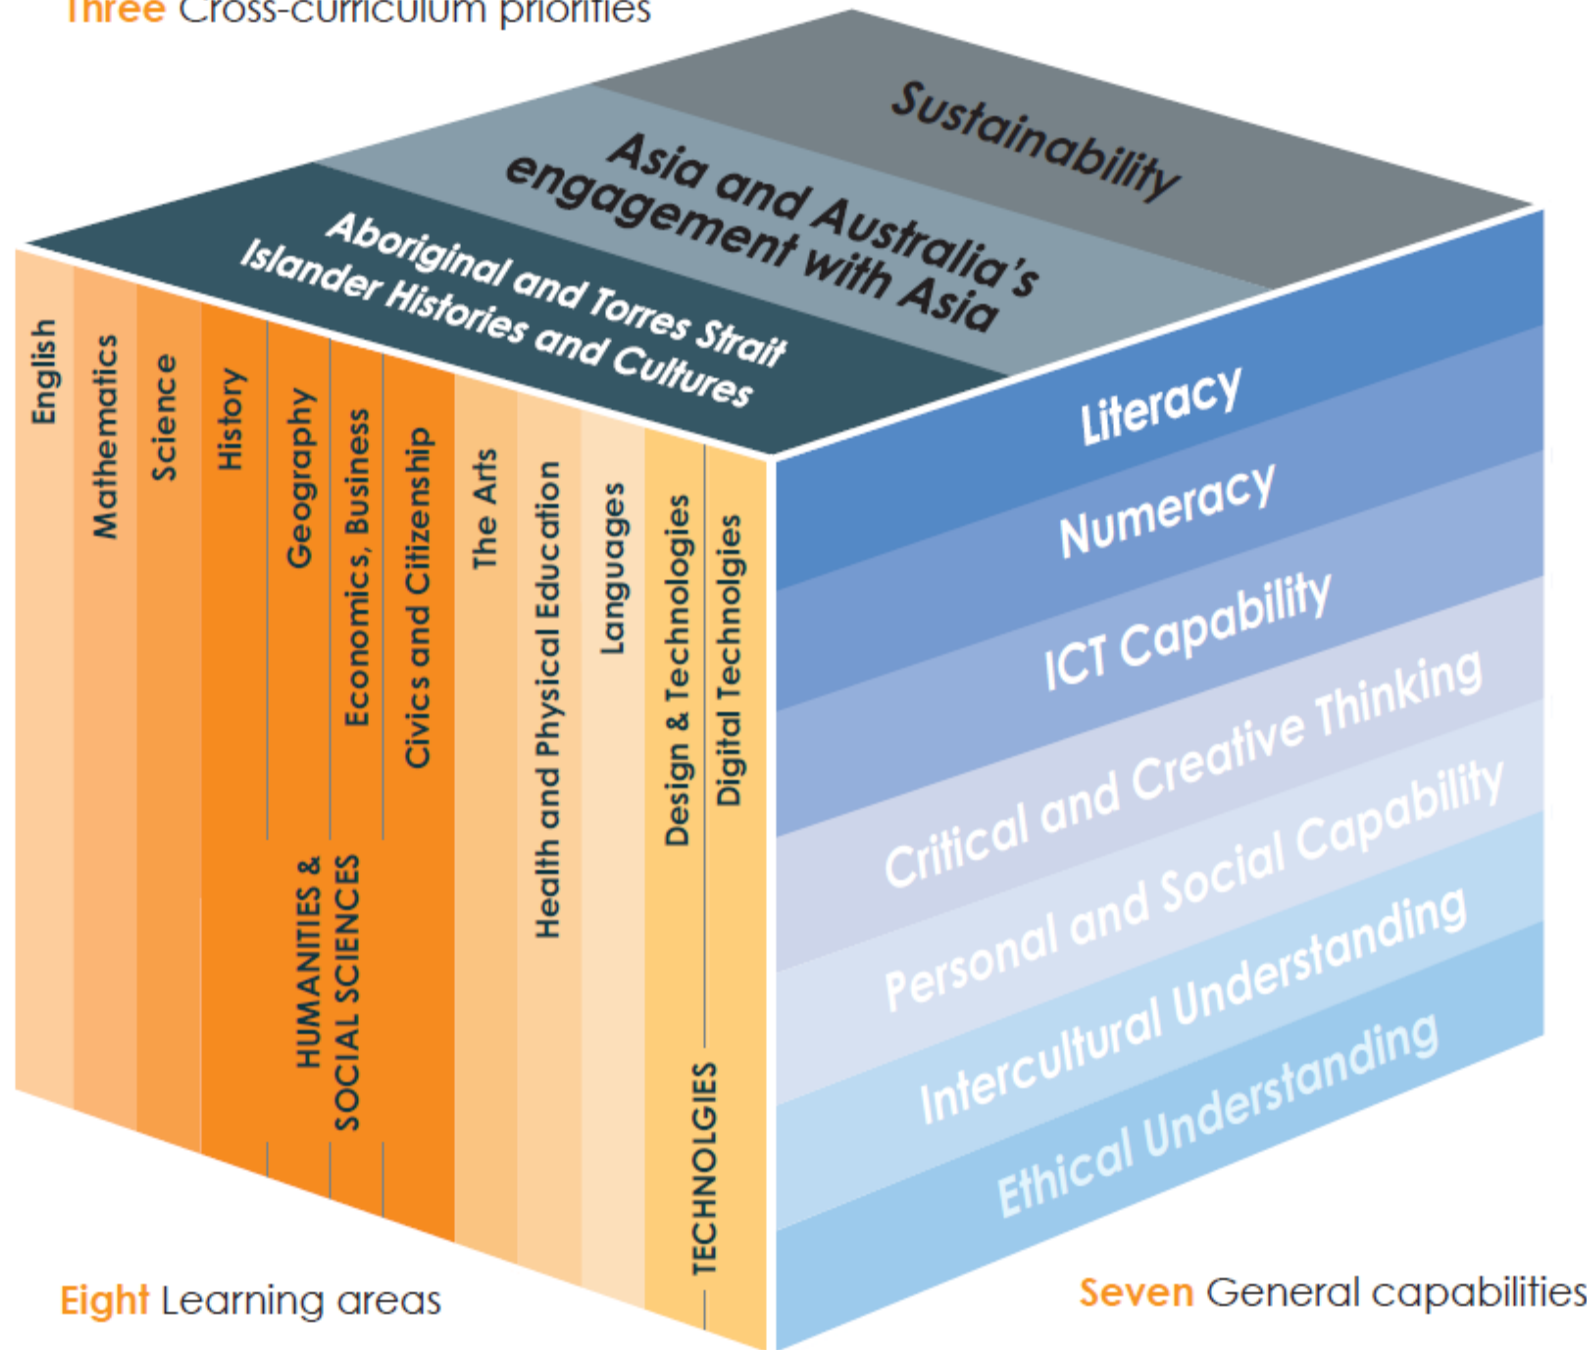 Three Cross-curriculum priorities
Sustainability
Asia and Australia's
engagement with Asia
Aboriginal and Torres Strait
Islander Histories and Cultures
English
Mathematics
Science
History
Geography
Economics, Business
Civics and Citizenship
HUMANITIES &
SOCIAL SCIENCES
The Arts
Health and Physical Education
Languages
Design & Technologies
Digital Technolgies
TECHNOLGIES
Literacy
Numeracy
ICT Capability
Critical and Creative Thinking
Personal and Social Capability
Intercultural Understanding
Ethical Understanding
Eight Learning areas
Seven General capabilities